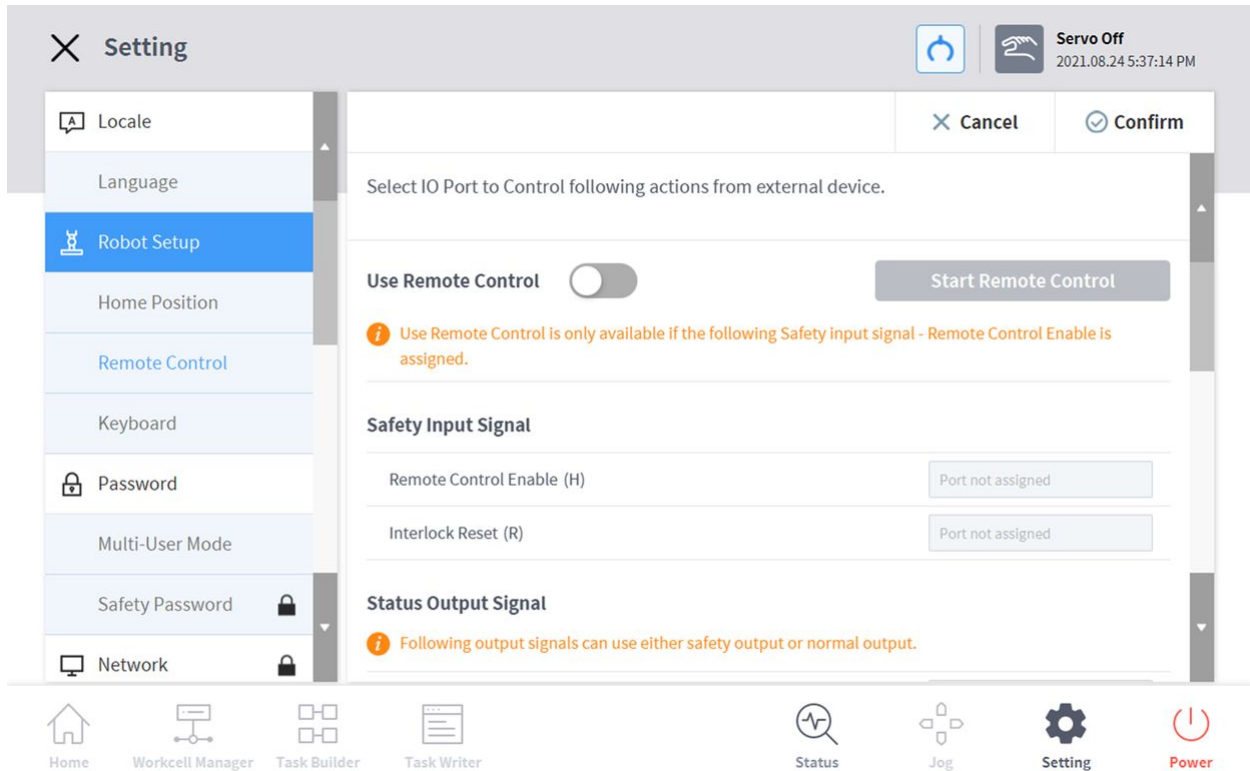 Setting
Servo Off
2021.08.24 5:37:14 PM
A Locale
Language
Robot Setup
Home Position
Remote Control
Keyboard
Password
Multi-User Mode
Safety Password
Network
Cancel
Confirm
Select IO Port to Control following actions from external device.
Use Remote Control
Start Remote Control
i Use Remote Control is only available if the following Safety input signal - Remote Control Enable is
assigned.
Safety Input Signal
Remote Control Enable (H)
Port not assigned
Interlock Reset (R)
Port not assigned
Status Output Signal
i Following output signals can use either safety output or normal output.
Home
Workcell Manager
Task Builder
Task Writer
Status
Jog
Setting
Power